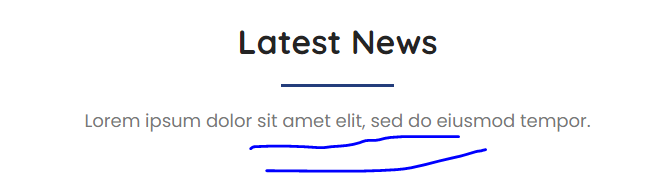 Latest News
Lorem ipsum dolor sit amet elit, sed do eiusmod tempor.